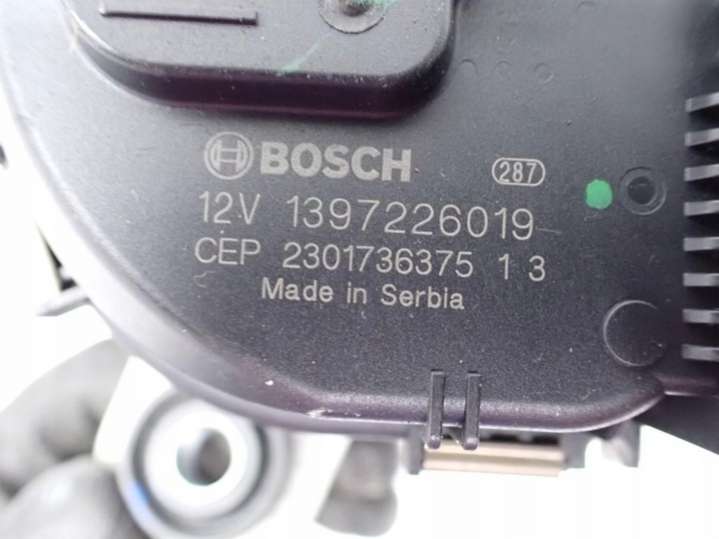 BOSCH 287
12V 1397226019
CEP 2301736375 1 3
Made in Serbia